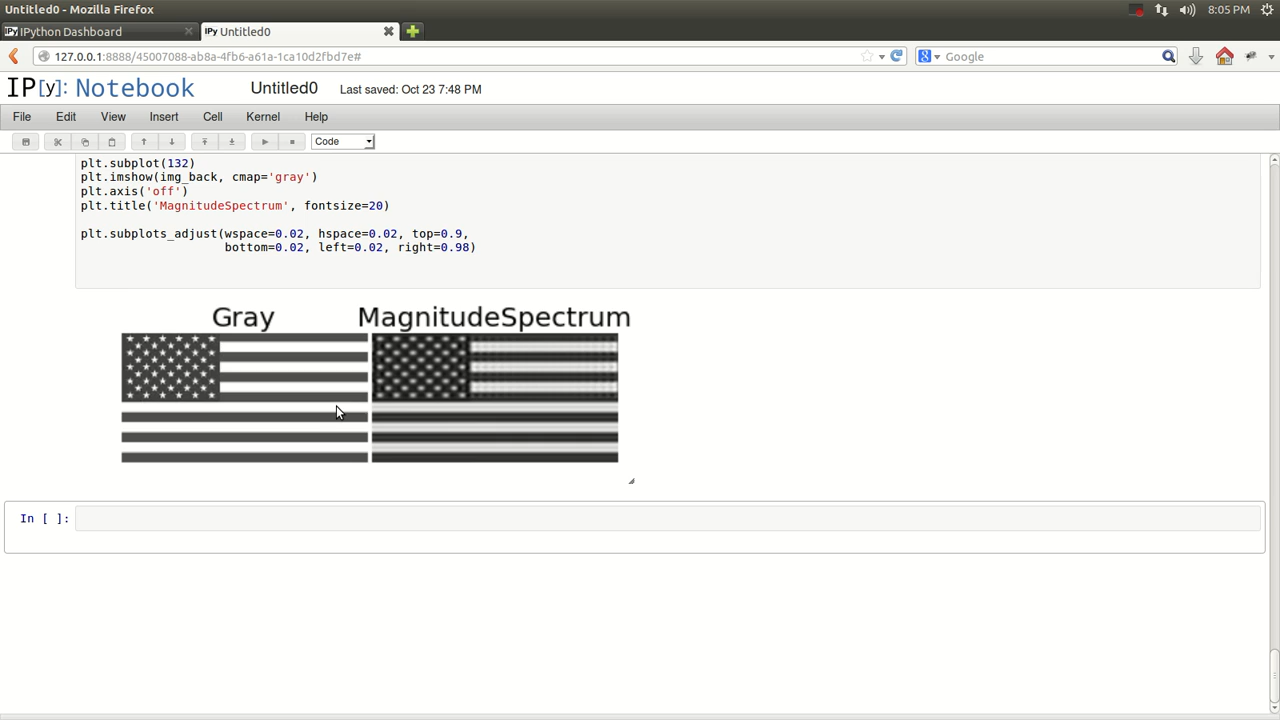 Untitled0 - Mozilla Firefox
8:05 PM
IPy IPython Dashboard
IPy Untitled0
127.0.0.1:8888/45007088-ab8a-4fb6-a61a-1ca10d2fbd7e#
Google
IP[y]: Notebook Untitled0 Last saved: Oct 23 7:48 PM
File Edit View Insert Cell Kernel Help
Code
plt.subplot(132)
plt.imshow(img_back, cmap='gray')
plt.axis('off')
plt.title('MagnitudeSpectrum', fontsize=20)
plt.subplots_adjust(wspace=0.02, hspace=0.02, top=0.9,
bottom=0.02, left=0.02, right=0.98)
Gray MagnitudeSpectrum
In [ ]: